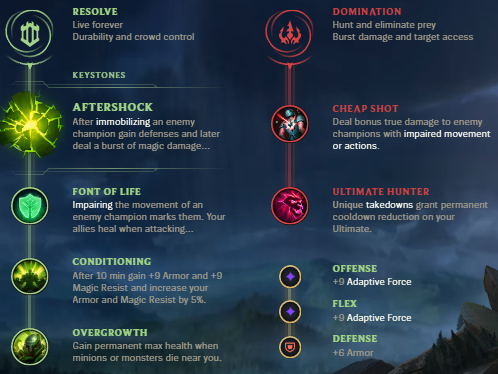 RESOLVE
Live forever
Durability and crowd control
KEYSTONES
AFTERSHOCK
After immobilizing an enemy
champion gain defenses and later
deal a burst of magic damage...
FONT OF LIFE
Impairing the movement of an
enemy champion marks them. Your
allies heal when attacking...
CONDITIONING
After 10 min gain +9 Armor and +9
Magic Resist and increase your
Armor and Magic Resist by 5%.
OVERGROWTH
Gain permanent max health when
minions or monsters die near you.
DOMINATION
Hunt and eliminate prey
Burst damage and target access
CHEAP SHOT
Deal bonus true damage to enemy
champions with impaired movement
or actions.
ULTIMATE HUNTER
Unique takedowns grant permanent
cooldown reduction on your
Ultimate.
OFFENSE
+9 Adaptive Force
FLEX
+9 Adaptive Force
DEFENSE
+6 Armor